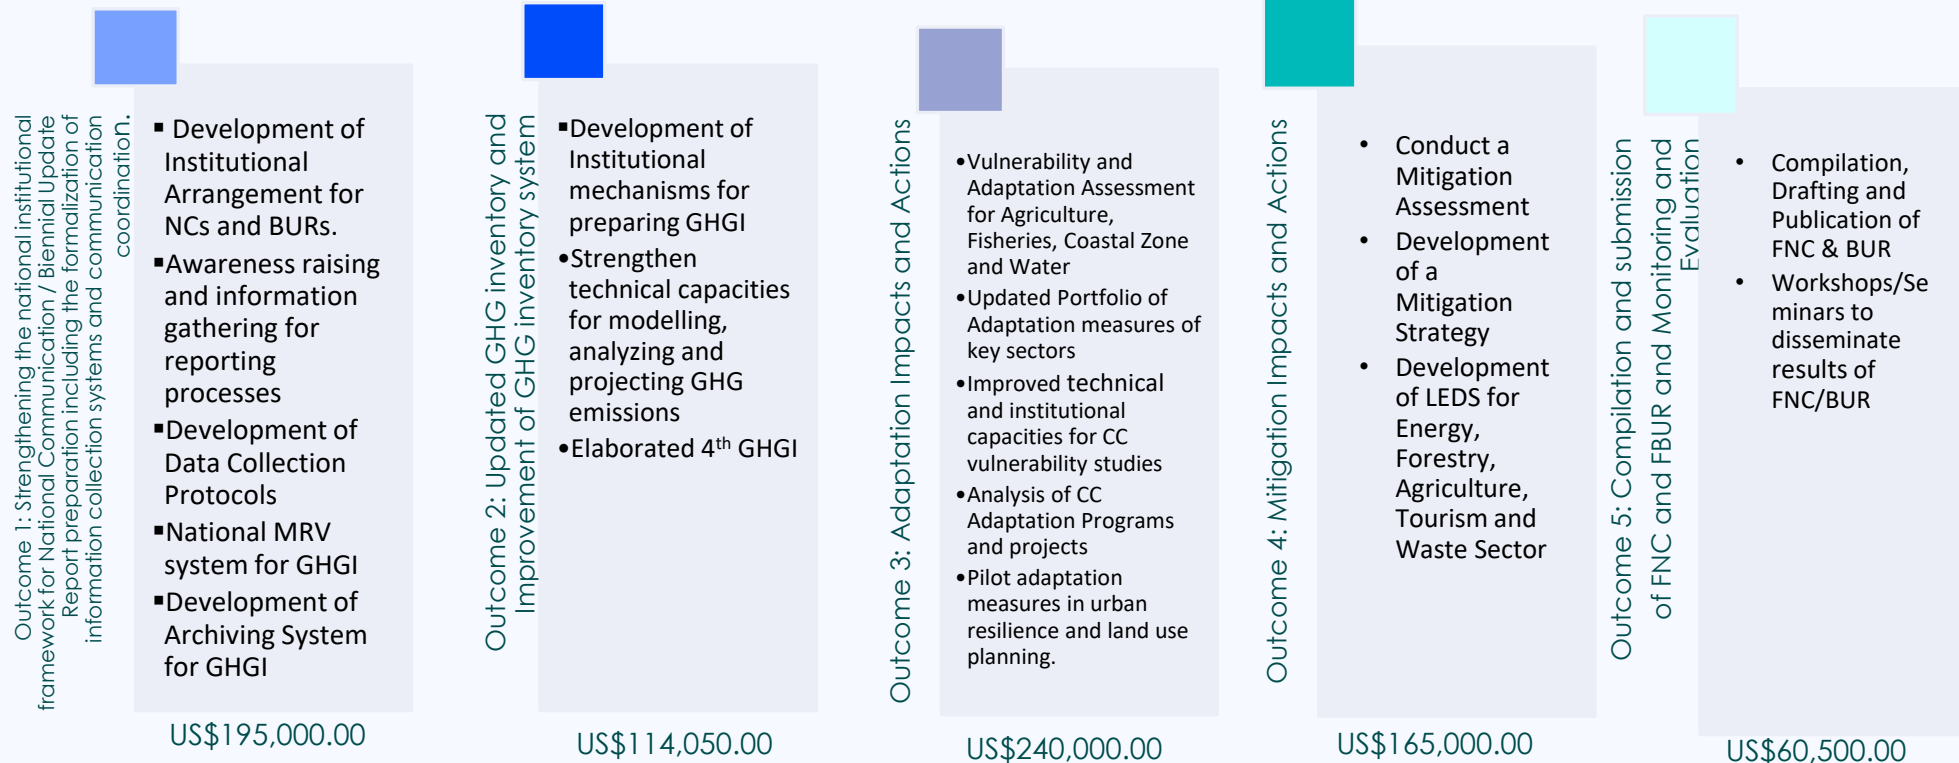 Outcome 1: Strengthening the national institutional
framework for National Communication / Biennial Update
Report preparation including the formalization of
information collection systems and communication
coordination.
▪ Development of
Institutional
Arrangement for
NCs and BURs.
▪Awareness raising
and information
gathering for
reporting
processes
▪Development of
Data Collection
Protocols
▪National MRV
system for GHGI
▪Development of
Archiving System
for GHGI
US$195,000.00
Outcome 2: Updated GHG inventory and
Improvement of GHG inventory system
▪Development of
Institutional
mechanisms for
preparing GHGI
•Strengthen
technical capacities
for modelling,
analyzing and
projecting GHG
emissions
•Elaborated 4th GHGI
US$114,050.00
Outcome 3: Adaptation Impacts and Actions
•Vulnerability and
Adaptation Assessment
for Agriculture,
Fisheries, Coastal Zone
and Water
•Updated Portfolio of
Adaptation measures of
key sectors
•Improved technical
and institutional
capacities for CC
vulnerability studies
•Analysis of CC
Adaptation Programs
and projects
•Pilot adaptation
measures in urban
resilience and land use
planning.
US$240,000.00
Outcome 4: Mitigation Impacts and Actions
• Conduct a
Mitigation
Assessment
• Development
of a
Mitigation
Strategy
• Development
of LEDS for
Energy,
Forestry,
Agriculture,
Tourism and
Waste Sector
US$165,000.00
Outcome 5: Compilation and submission
of FNC and FBUR and Monitoring and
Evaluation
• Compilation,
Drafting and
Publication of
FNC & BUR
• Workshops/Se
minars to
disseminate
results of
FNC/BUR
US$60,500.00